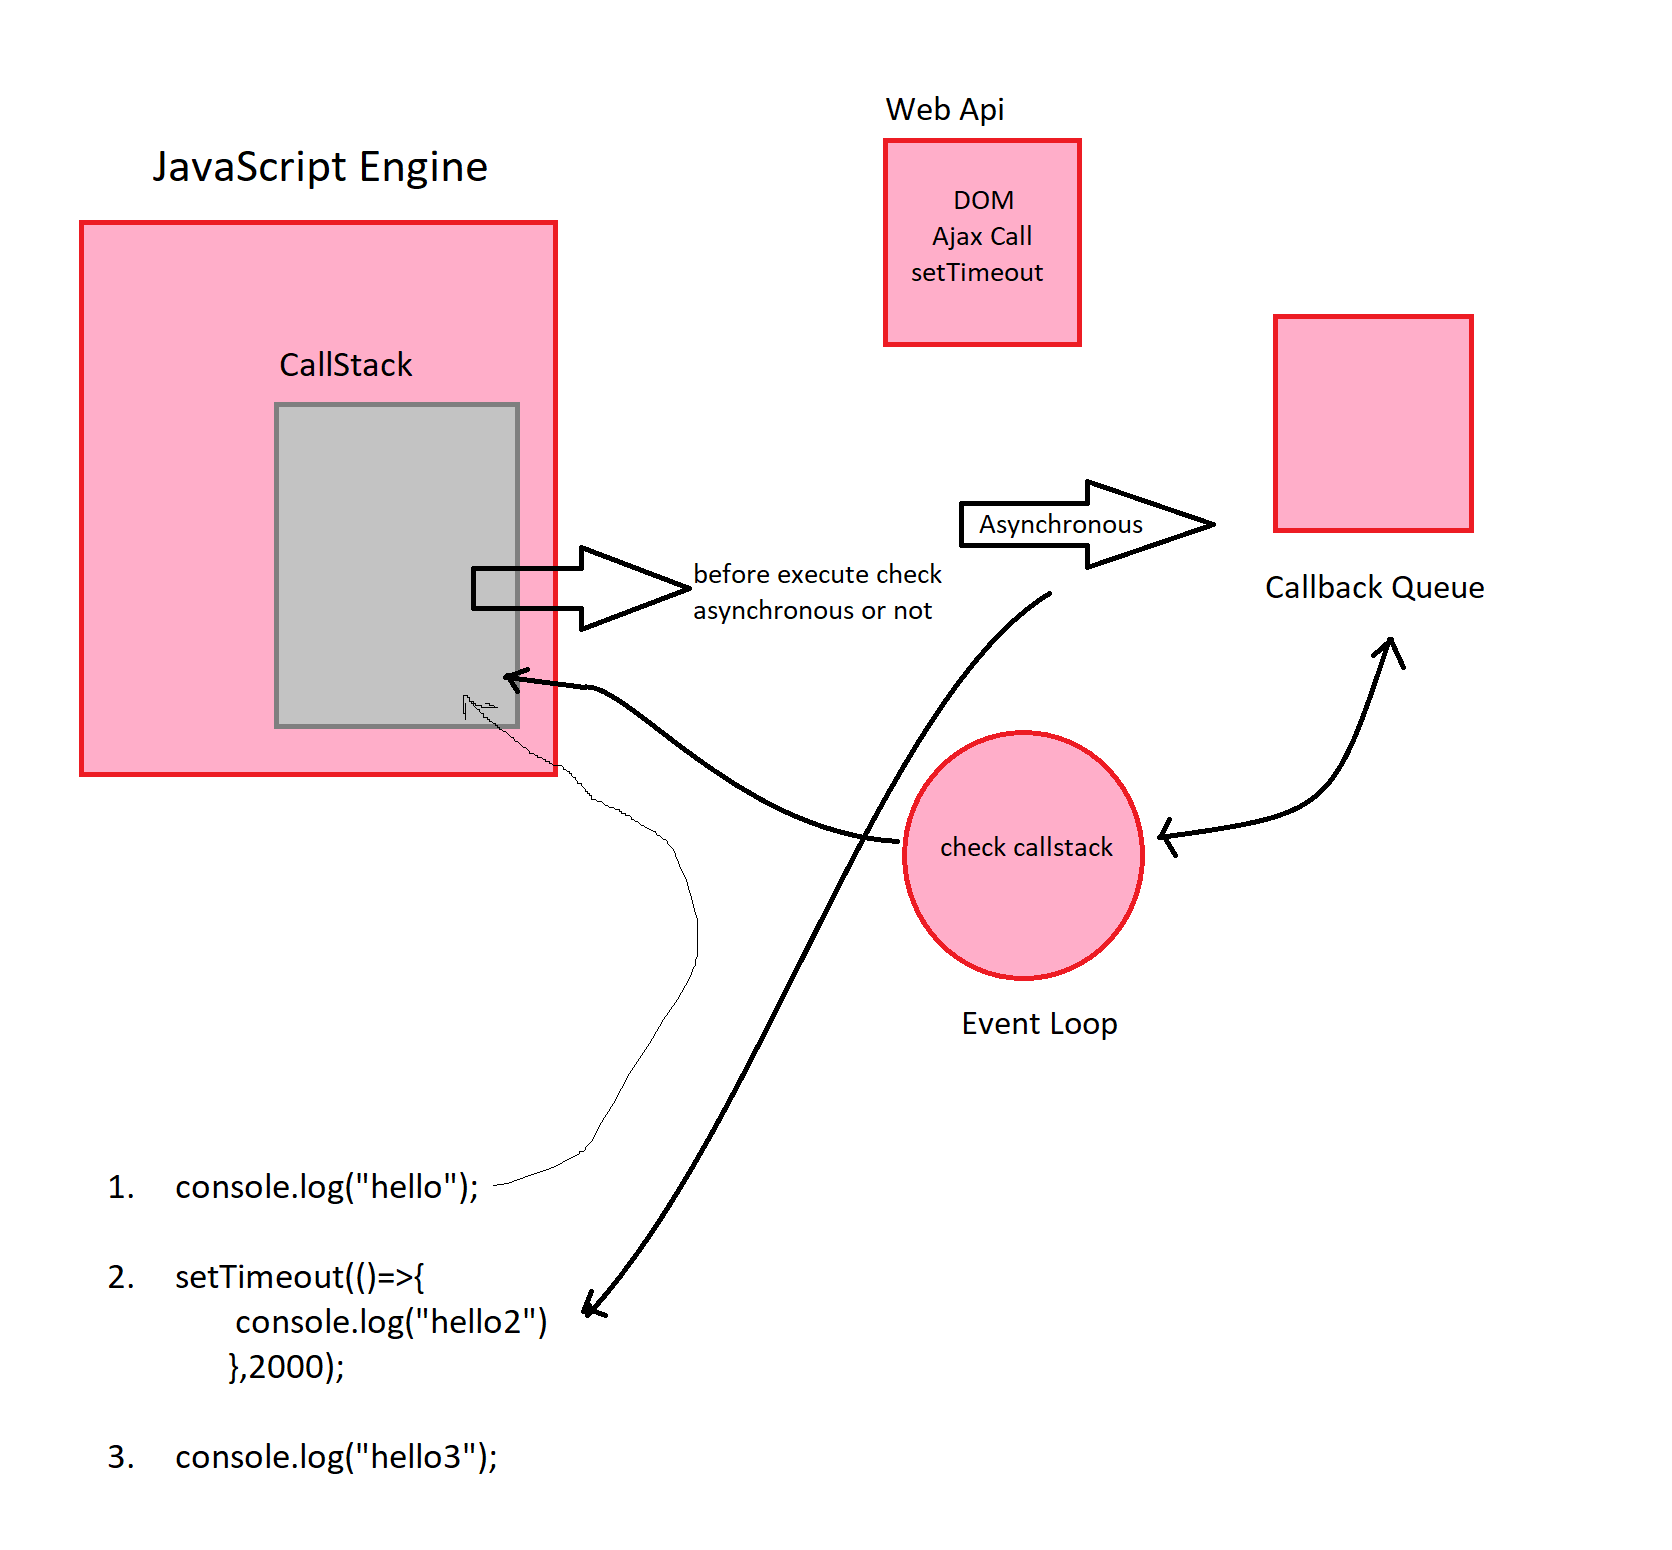 Web Api
JavaScript Engine
DOM
Ajax Call
setTimeout
CallStack
Asynchronous
before execute check
asynchronous or not
Callback Queue
check callstack
Event Loop
1. console.log("hello");
2. setTimeout(()=>{
console.log("hello2")
},2000);
3. console.log("hello3");